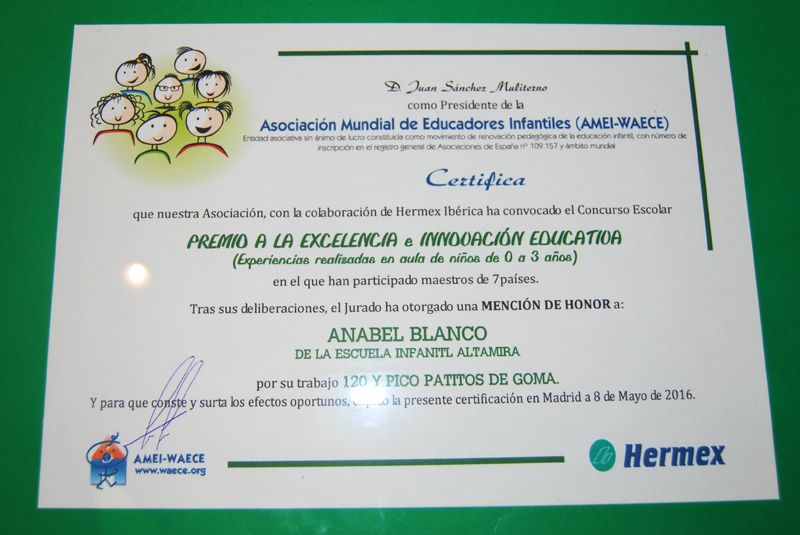 D. Juan Sánchez Muliterno
como Presidente de la
Asociación Mundial de Educadores Infantiles (AMEI-WAECE)
Entidad asociativa sin ánimo de lucro constituida como movimiento de renovación pedagógica de la educación infantil, con número de
inscripción en el registro general de Asociaciones de España nº 109.157 y ámbito mundial
Certifica
que nuestra Asociación, con la colaboración de Hermex Ibérica ha convocado el Concurso Escolar
PREMIO A LA EXCELENCIA e INNOVACIÓN EDUCATIVA
(Experiencias realizadas en aula de niños de 0 a 3 años)
en el que han participado maestros de 7países.
Tras sus deliberaciones, el Jurado ha otorgado una MENCIÓN DE HONOR a:
ANABEL BLANCO
DE LA ESCUELA INFANITL ALTAMIRA
por su trabajo 120 Y PICO PATITOS DE GOMA.
Y para que conste y surta los efectos oportunos, la presente certificación en Madrid a 8 de Mayo de 2016.
AMEI-WAECE
www.waece.org
Hermex